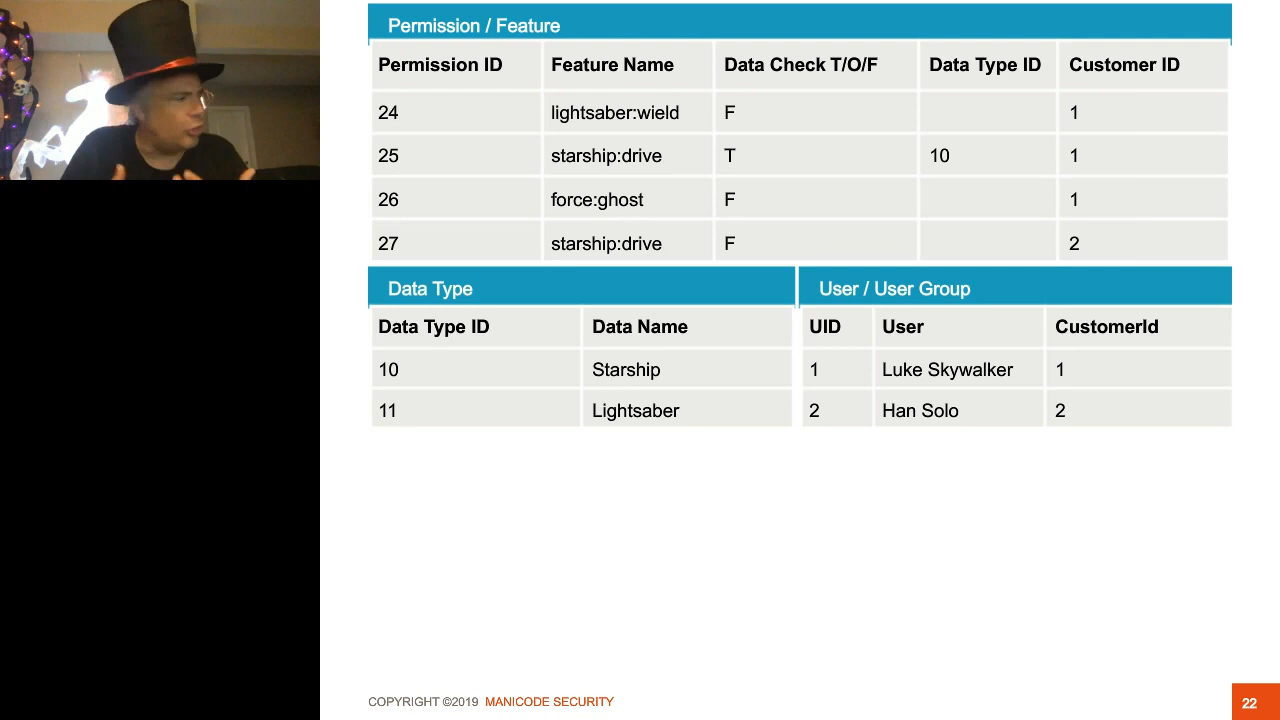 Permission / Feature
Permission ID Feature Name Data Check T/O/F Data Type ID Customer ID
24 lightsaber:wield F 1
25 starship:drive T 10 1
26 force:ghost F 1
27 starship:drive F 2
Data Type
Data Type ID Data Name
10 Starship
11 Lightsaber
User / User Group
UID User CustomerId
1 Luke Skywalker 1
2 Han Solo 2
COPYRIGHT ©2019 MANICODE SECURITY
22